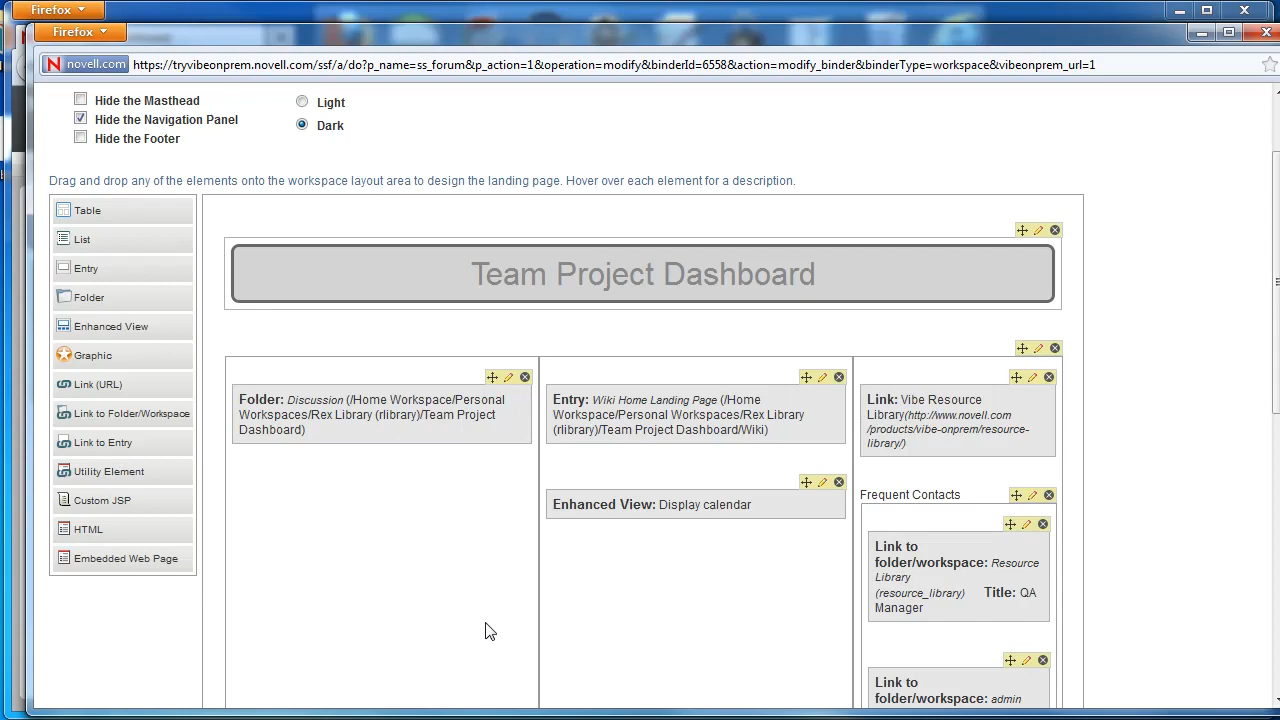 Firefox
Firefox
novell.com https://tryvibeonprem.novell.com/ssf/a/do?p_name=ss_forum&p_action=1&operation=modify&binderId=6558&action=modify_binder&binderType=workspace&vibeonprem_url=1
Hide the Masthead
Hide the Navigation Panel
Hide the Footer
Light
Dark
Drag and drop any of the elements onto the workspace layout area to design the landing page. Hover over each element for a description.
Table
List
Entry
Folder
Enhanced View
Graphic
Link (URL)
Link to Folder/Workspace
Link to Entry
Utility Element
Custom JSP
HTML
Embedded Web Page
Team Project Dashboard
Folder: Discussion (/Home Workspace/Personal
Workspaces/Rex Library (rlibrary)/Team Project
Dashboard)
Entry: Wiki Home Landing Page (/Home
Workspace/Personal Workspaces/Rex Library
(rlibrary)/Team Project Dashboard/Wiki)
Enhanced View: Display calendar
Link: Vibe Resource
Library(http://www.novell.com
/products/vibe-onprem/resource-
library/)
Frequent Contacts
Link to
folder/workspace: Resource
Library
(resource_library) Title: QA
Manager
Link to
folder/workspace: admin